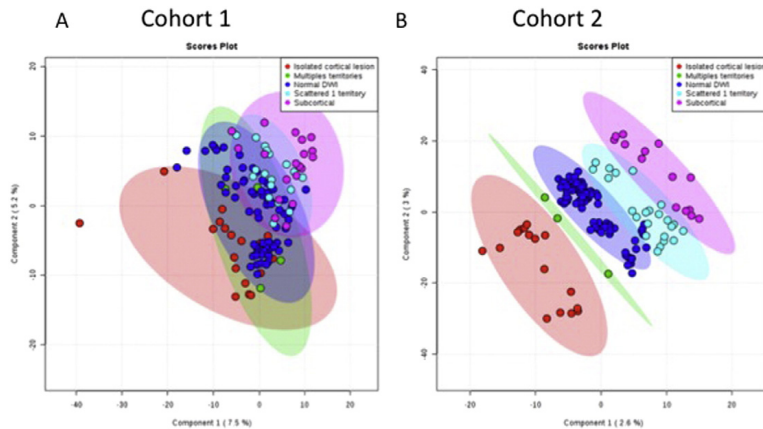 A Cohort 1
Scores Plot
Isolated cortical lesion
Multiples territories
Normal DWI
Scattered 1 territory
Subcortical
Component 2 ( 5.2 %)
20
10
0
-10
-20
-40 -30 -20 -10 0 10 20
Component 1 ( 7.5 %)
B Cohort 2
Scores Plot
Isolated cortical lesion
Multiples territories
Normal DWI
Scattered 1 territory
Subcortical
Component 2 ( 3 %)
40
20
0
-20
-40
-20 -10 0 10 20
Component 1 ( 2.6 %)